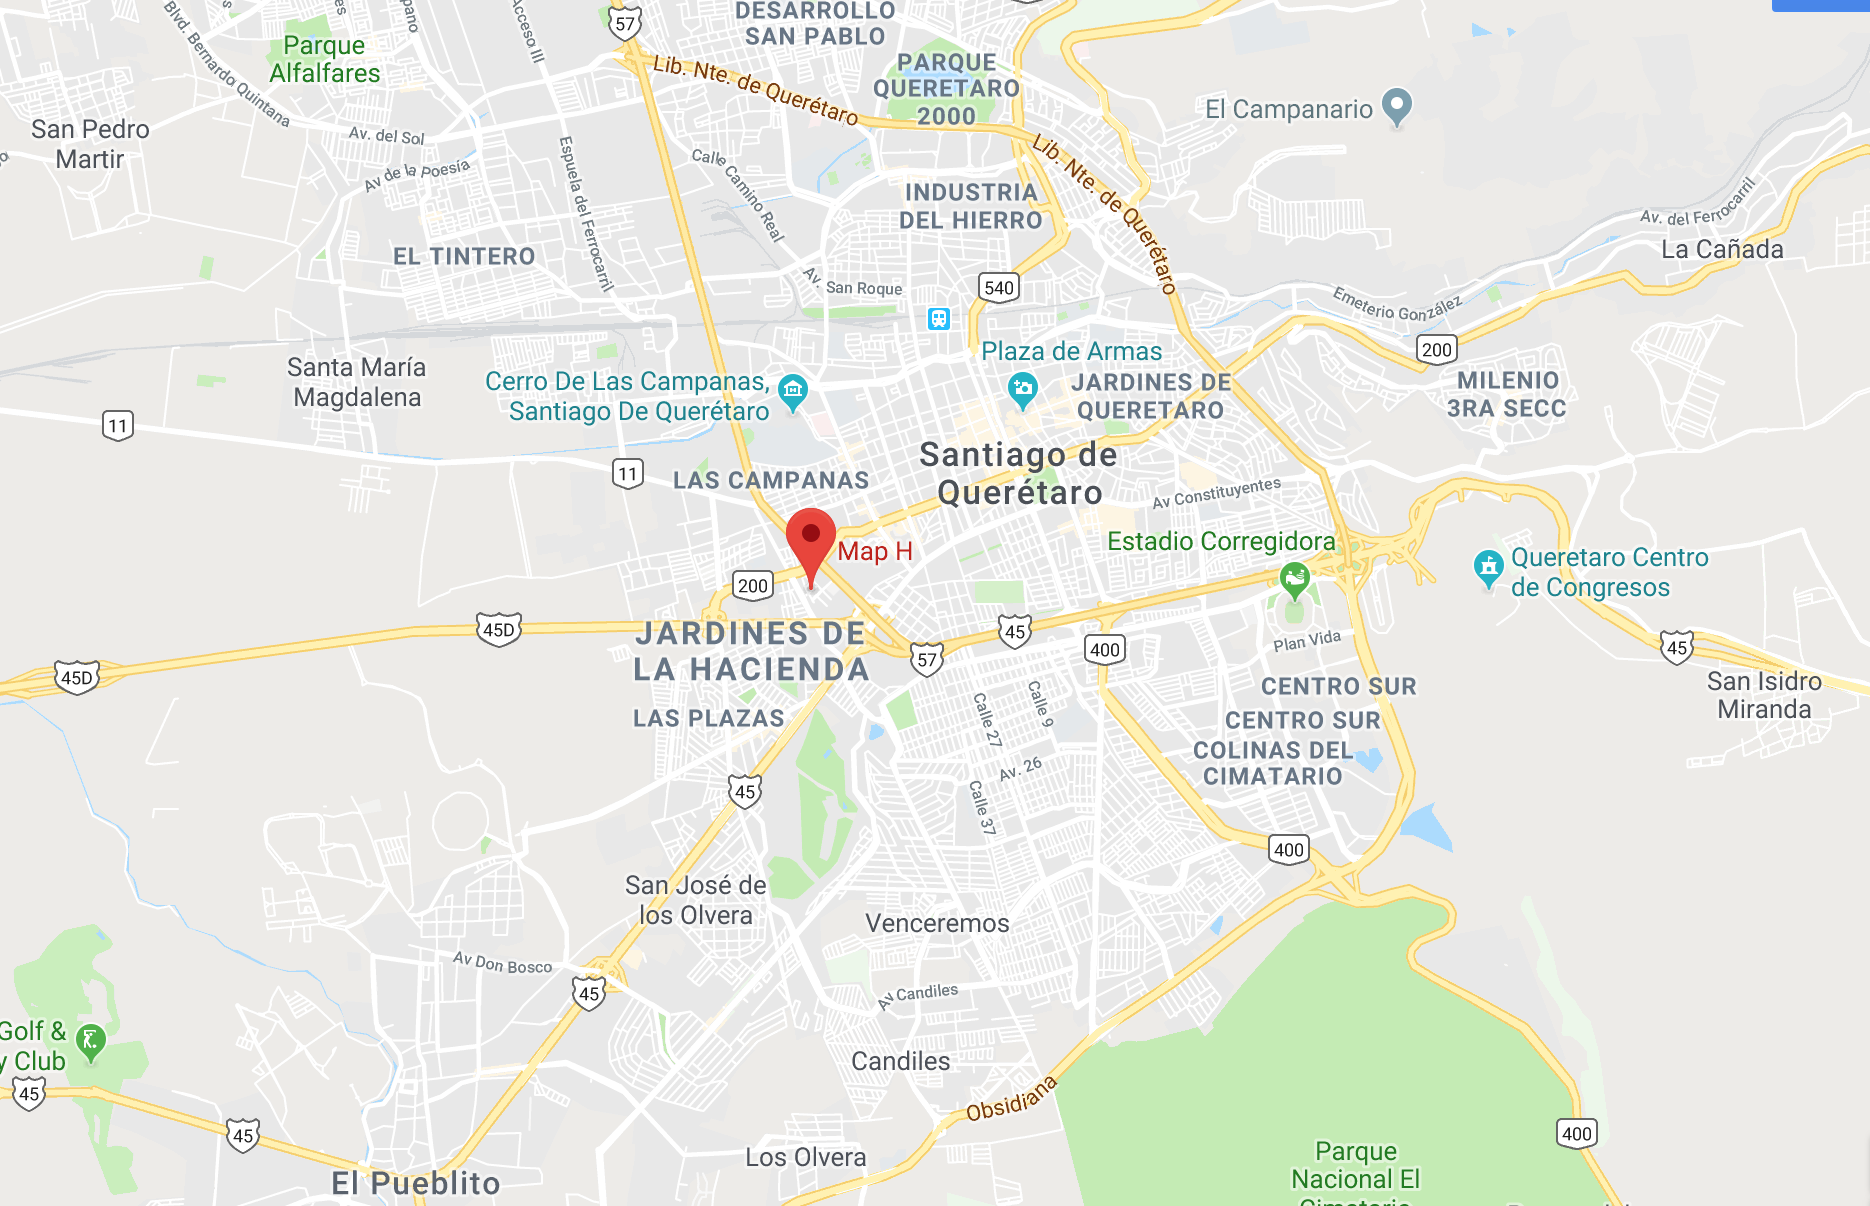 57
DESARROLLO
SAN PABLO
Parque
Alfalfares
Blvd. Bernardo Quintana
Acceso III
Lib. Nte. de Querétaro
PARQUE
QUERETARO
2000
El Campanario
San Pedro
Martir
Av. del Sol
Av de la Poesía
Espuela del Ferrocarril
Calle Camino Real
Lib. Nte. de Querétaro
INDUSTRIA
DEL HIERRO
Av. del Ferrocarril
La Cañada
EL TINTERO
Av. San Roque
540
Emeterio González
200
Santa María
Magdalena
Cerro De Las Campanas,
Santiago De Querétaro
Plaza de Armas
JARDINES DE
QUERETARO
MILENIO
3RA SECC
11
11
LAS CAMPANAS
Santiago de
Querétaro
Av Constituyentes
Map H
Estadio Corregidora
Queretaro Centro
de Congresos
200
45D
45D
JARDINES DE
LA HACIENDA
57
45
400
Plan Vida
45
San Isidro
Miranda
CENTRO SUR
CENTRO SUR
COLINAS DEL
CIMATARIO
LAS PLAZAS
Calle 27
Calle 9
Av. 26
Calle 37
45
400
San José de
los Olvera
Venceremos
Av Don Bosco
45
Av Candiles
Golf &
y Club
45
Candiles
Obsidiana
45
400
Los Olvera
El Pueblito
Parque
Nacional El
Cimatario